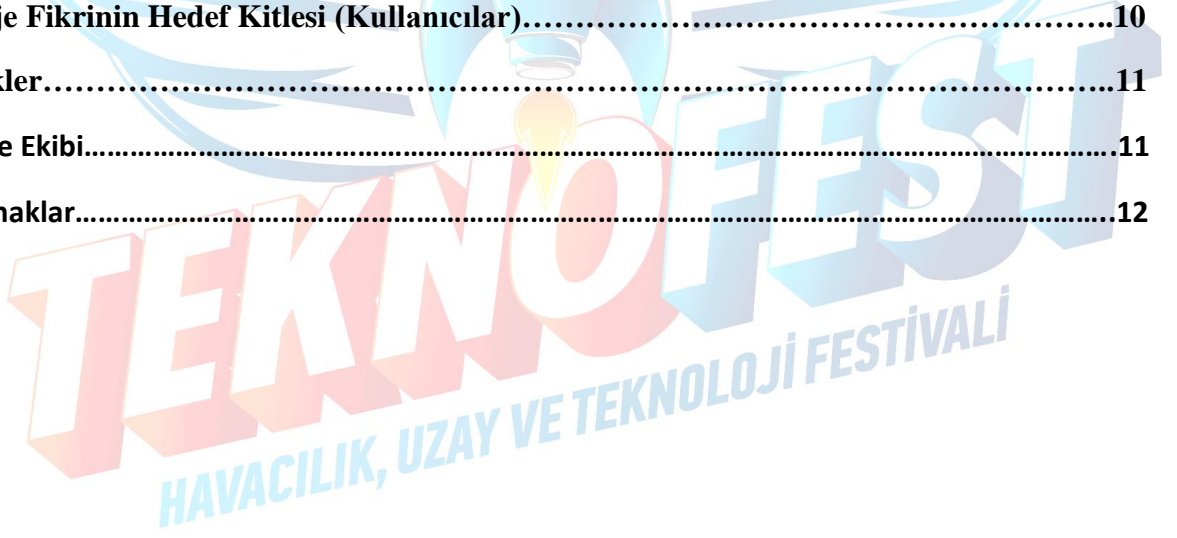 je Fikrinin Hedef Kitlesi (Kullanıcılar)……………………………………………………..10
kler…………………………………………………………………………………………………..11
e Ekibi…………………………………………………………………………………………………….11
naklar……………………………………………………………………………………………………..12
TEKNOFEST
HAVACILIK, UZAY VE TEKNOLOJİ FESTİVALİ